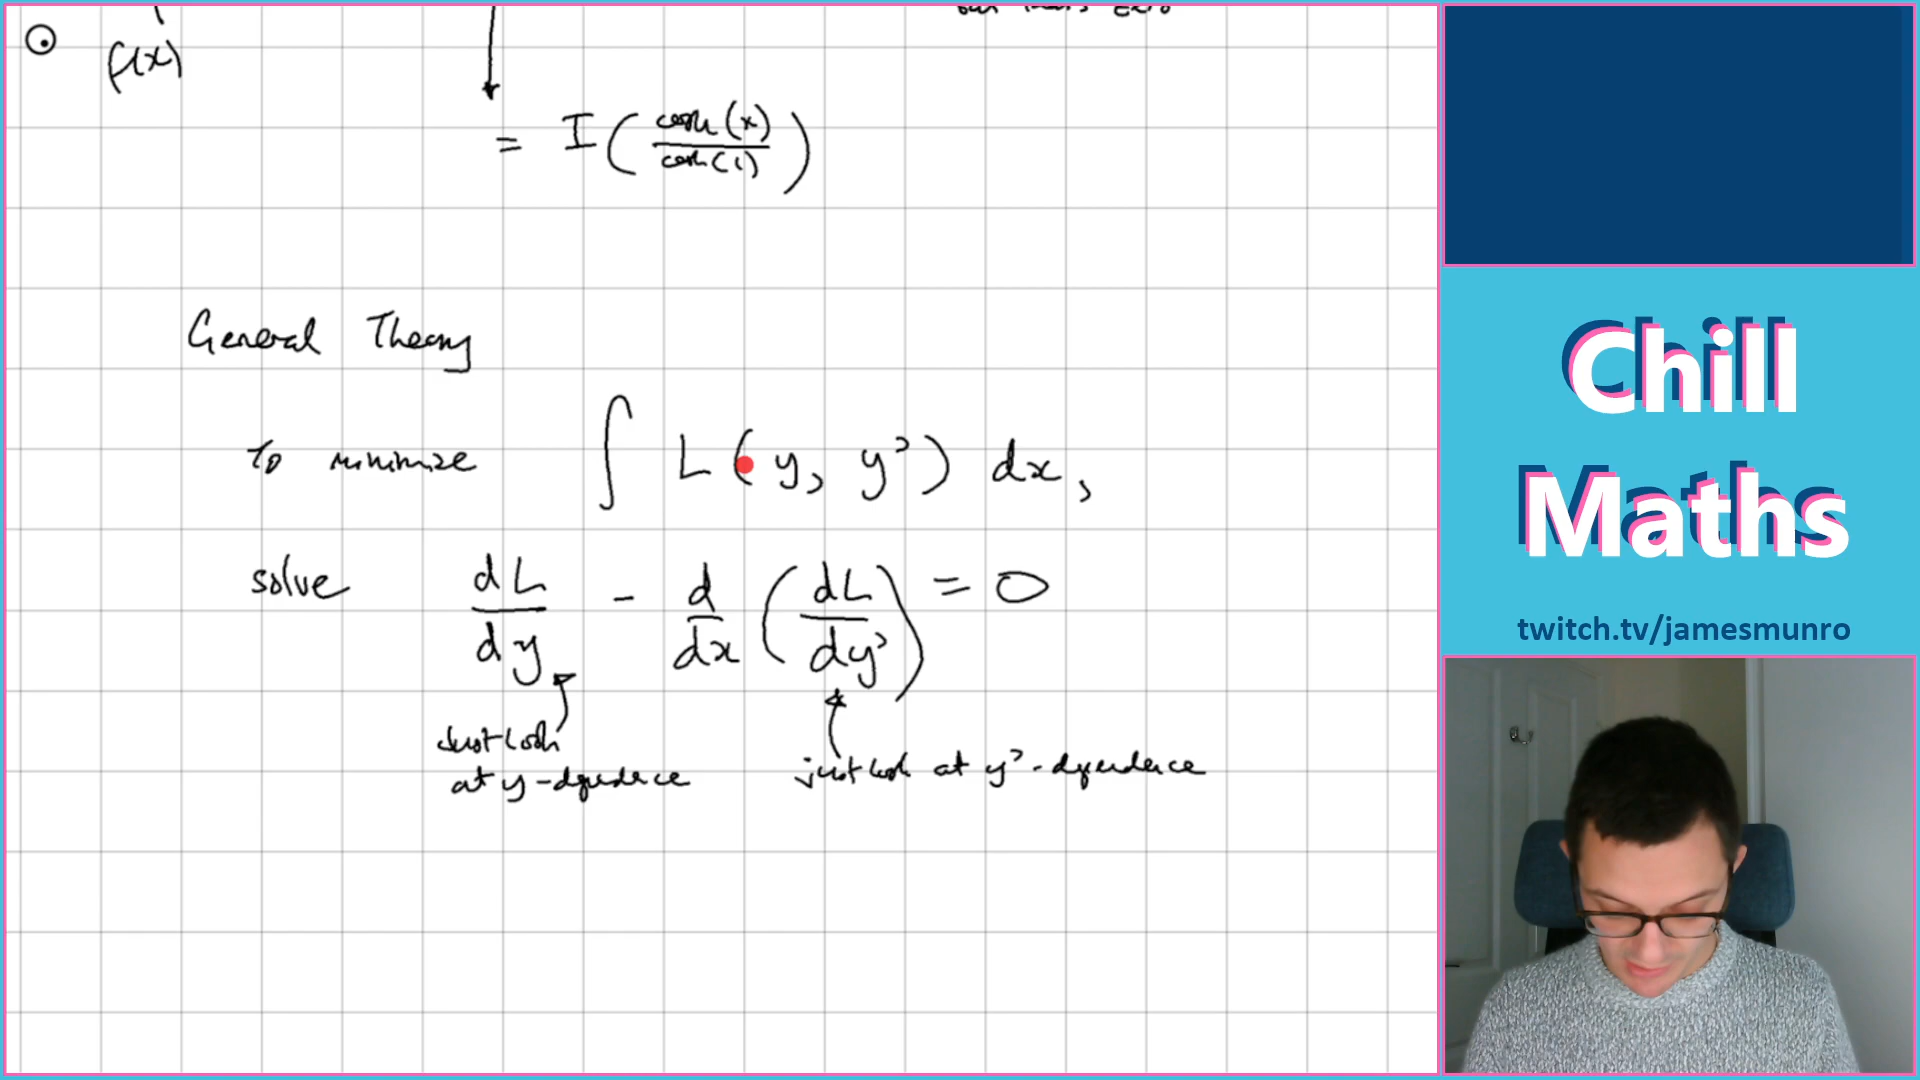 f(x)
= I ( cosh(x) / cosh(1) )
General Theory
to minimize ∫ L ( y, y' ) dx,
solve dL/dy - d/dx ( dL/dy' ) = 0
Just look
at y-dependence
just look at y'-dependence
Chill
Maths
twitch.tv/jamesmunro